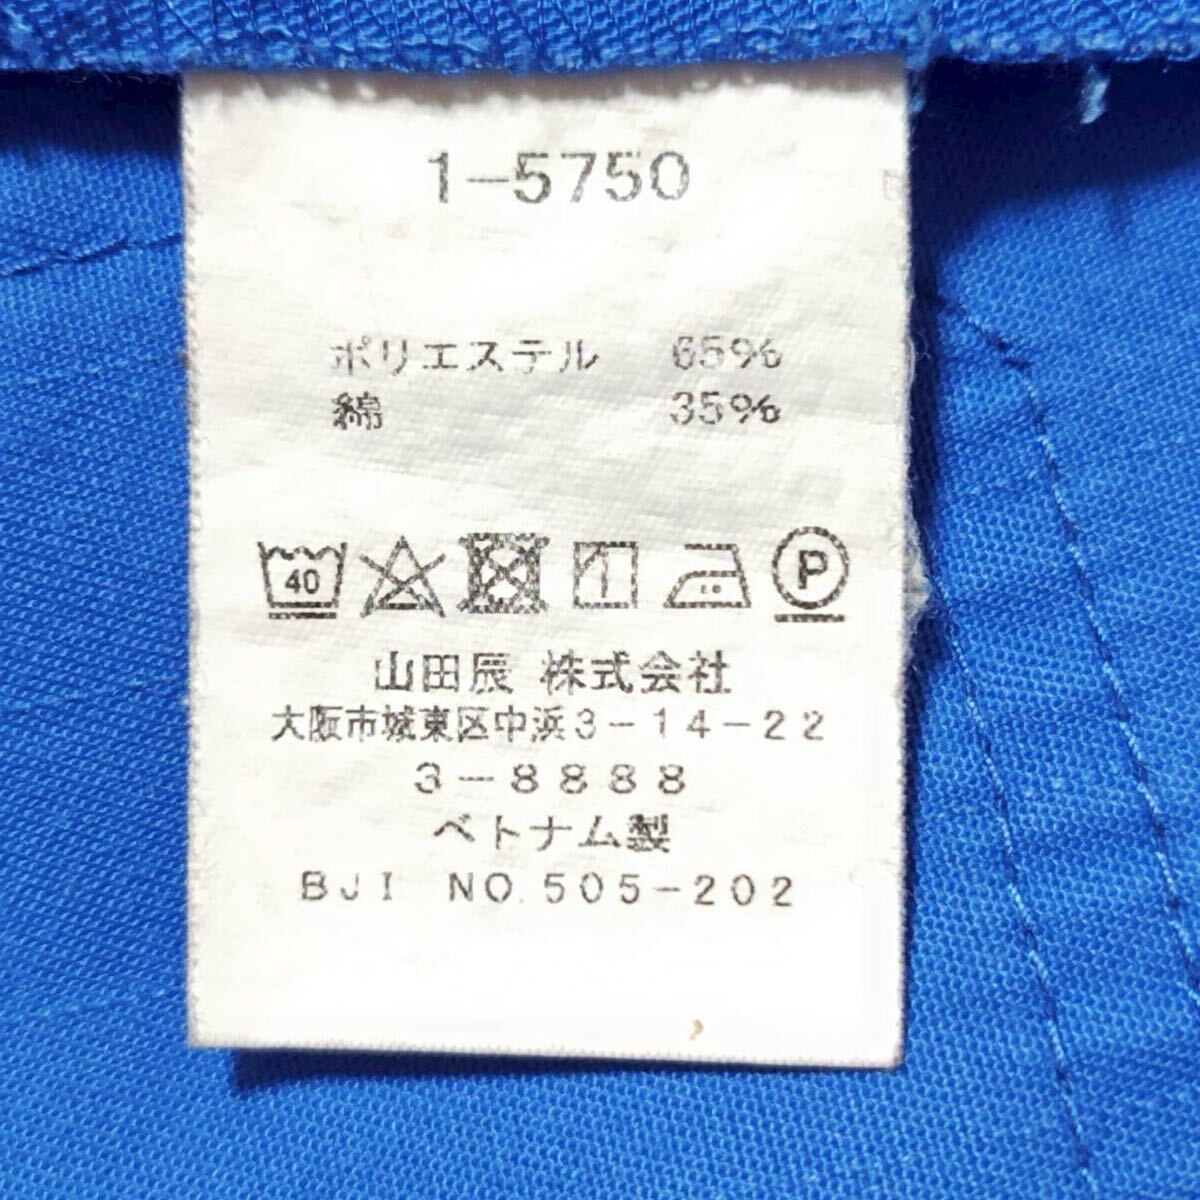 1-5750
ポリエステル 65%
綿 35%
40 P
山田辰 株式会社
大阪市城東区中浜3-14-22
3-8888
ベトナム製
BJI NO.505-202